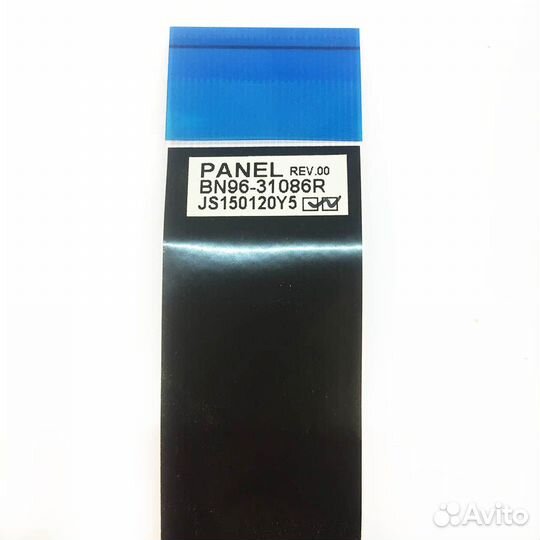 PANEL REV.00
BN96-31086R
JS150120Y5
Avito